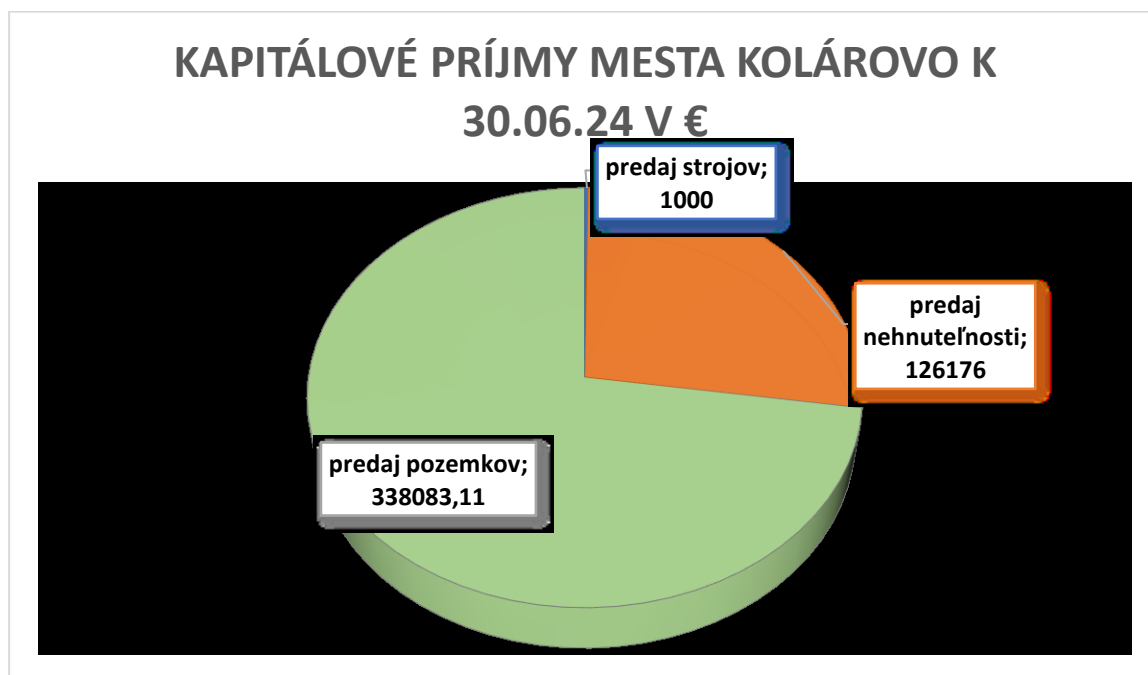 KAPITÁLOVÉ PRÍJMY MESTA KOLÁROVO K
30.06.24 V €
predaj strojov;
1000
predaj
nehnuteľnosti;
126176
predaj pozemkov;
338083,11